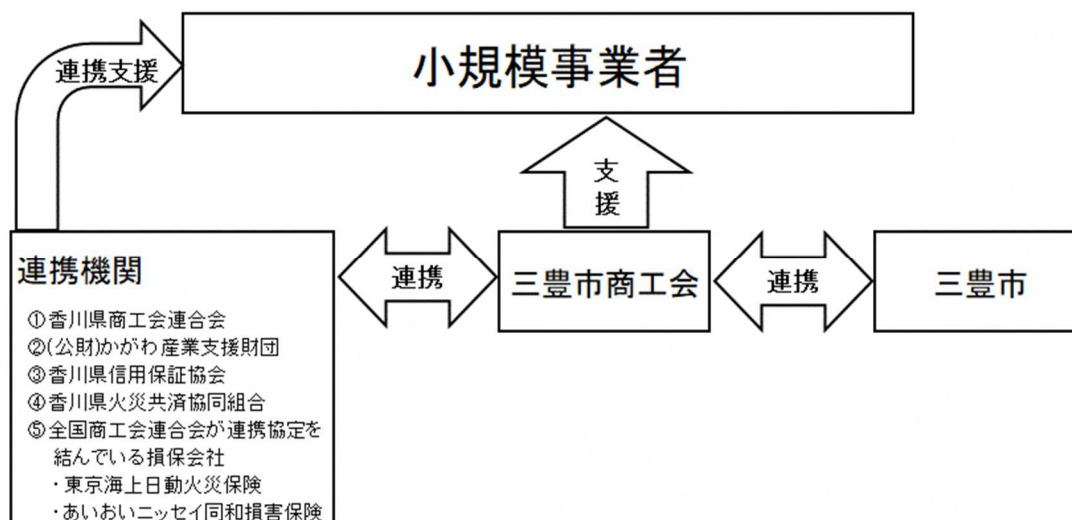 小規模事業者
連携支援
支
援
連携機関
①香川県商工会連合会
②(公財)かがわ産業支援財団
③香川県信用保証協会
④香川県火災共済協同組合
⑤全国商工会連合会が連携協定を
結んでいる損保会社
・東京海上日動火災保険
・あいおいニッセイ同和損害保険
連携
三豊市商工会
連携
三豊市